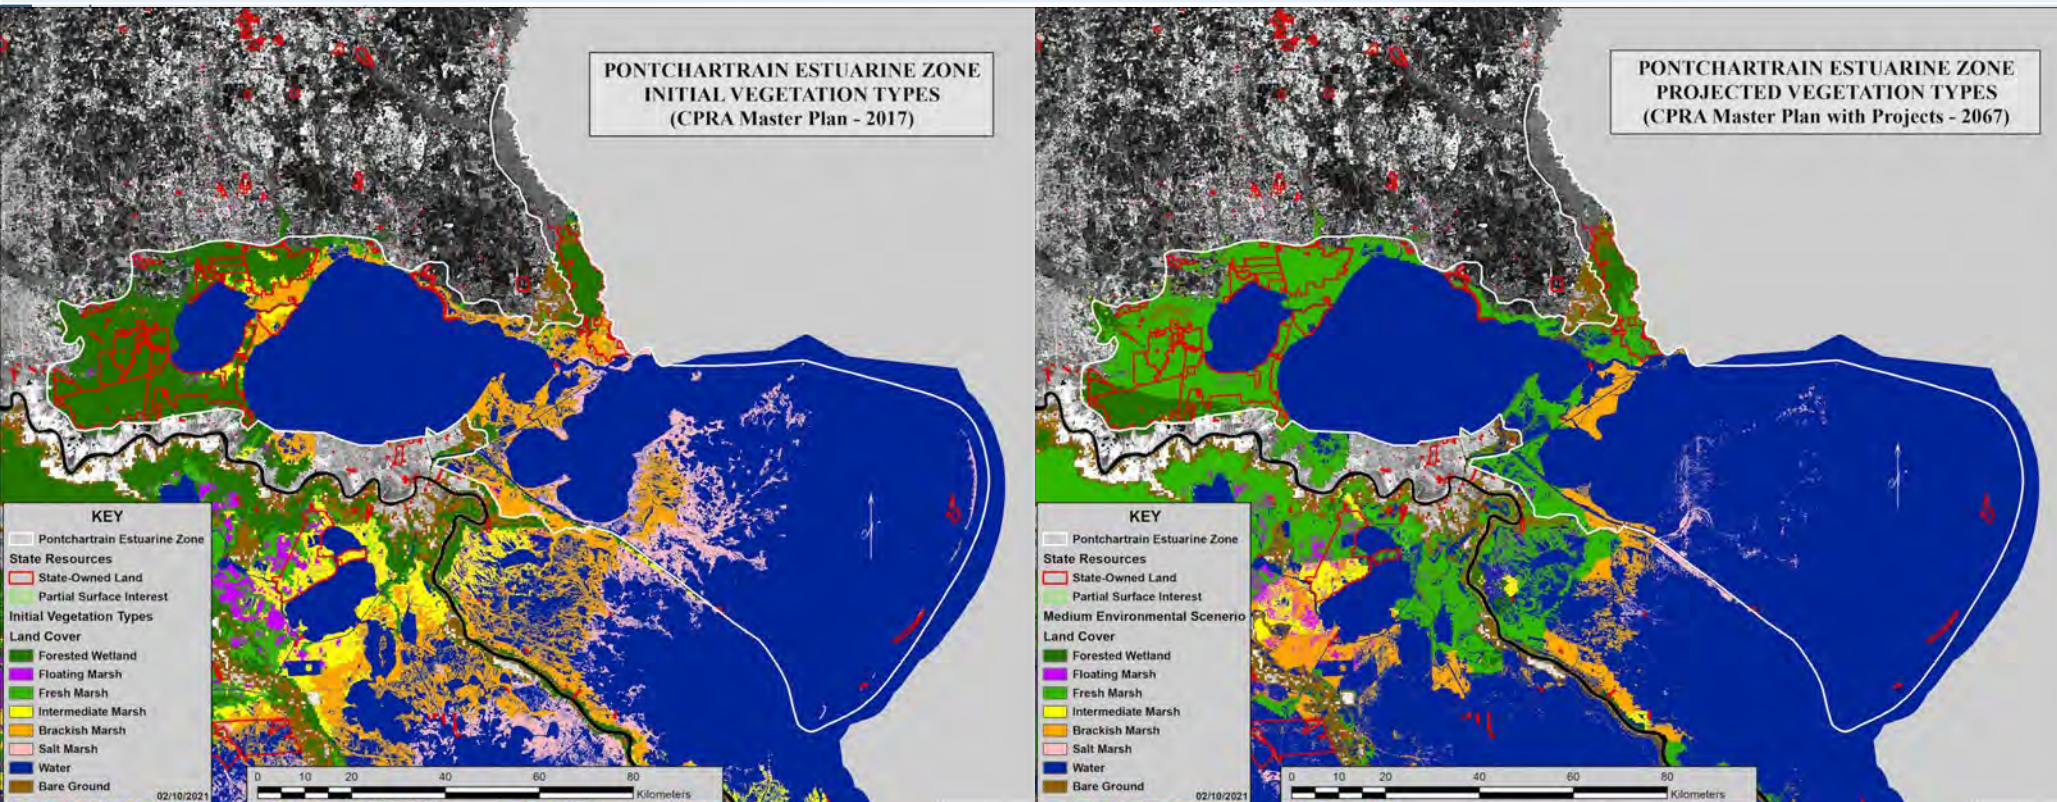 PONTCHARTRAIN ESTUARINE ZONE
INITIAL VEGETATION TYPES
(CPRA Master Plan - 2017)
KEY
Pontchartrain Estuarine Zone
State Resources
State-Owned Land
Partial Surface Interest
Initial Vegetation Types
Land Cover
Forested Wetland
Floating Marsh
Fresh Marsh
Intermediate Marsh
Brackish Marsh
Salt Marsh
Water
Bare Ground
02/10/2021
0 10 20 40 60 80
Kilometers
PONTCHARTRAIN ESTUARINE ZONE
PROJECTED VEGETATION TYPES
(CPRA Master Plan with Projects - 2067)
KEY
Pontchartrain Estuarine Zone
State Resources
State-Owned Land
Partial Surface Interest
Medium Environmental Scenerio
Land Cover
Forested Wetland
Floating Marsh
Fresh Marsh
Intermediate Marsh
Brackish Marsh
Salt Marsh
Water
Bare Ground
02/10/2021
0 10 20 40 60 80
Kilometers